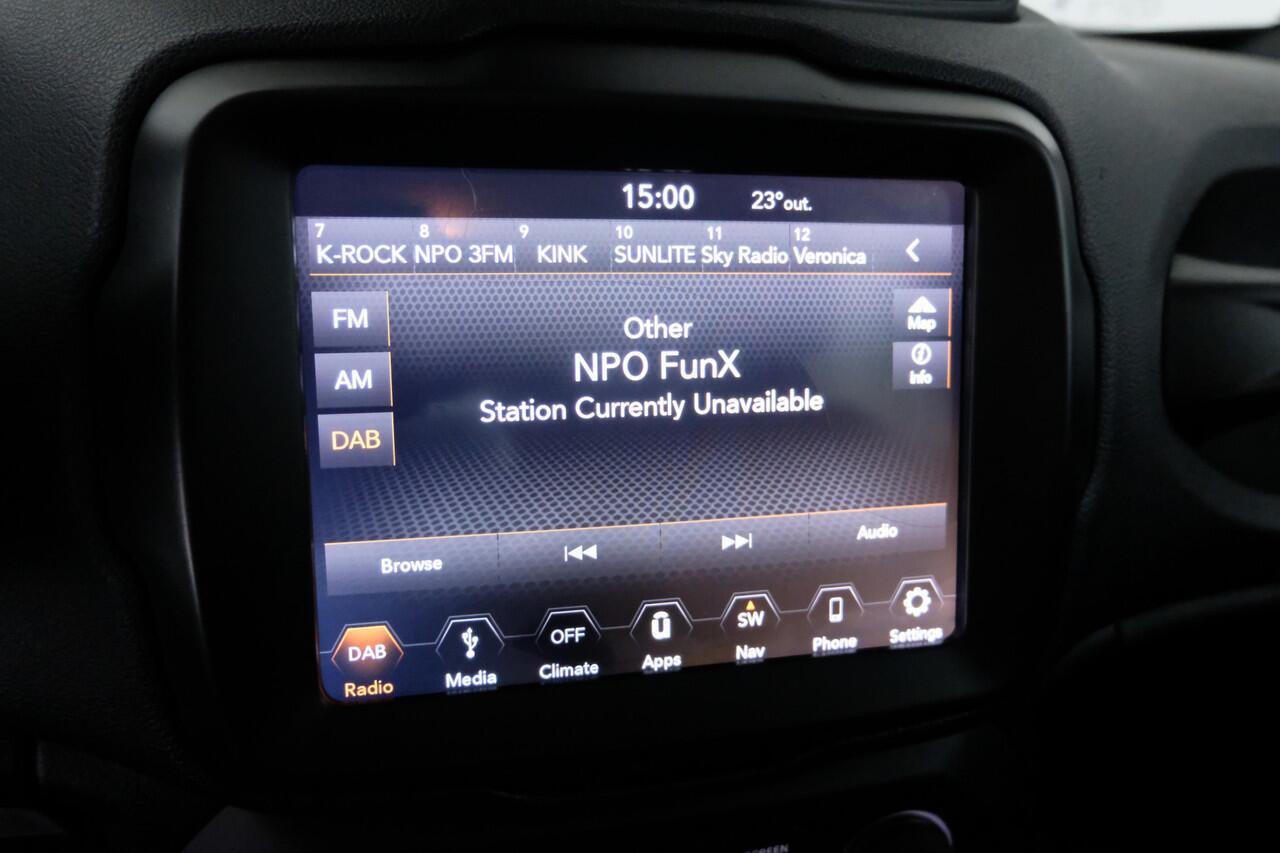 15:00 23° out.
7 8 9 10 11 12
K-ROCK NPO 3FM KINK SUNLITE Sky Radio Veronica
FM
AM
DAB
Other
NPO FunX
Station Currently Unavailable
Map
Info
Browse Audio
DAB OFF SW
Radio Media Climate Apps Nav Phone Settings